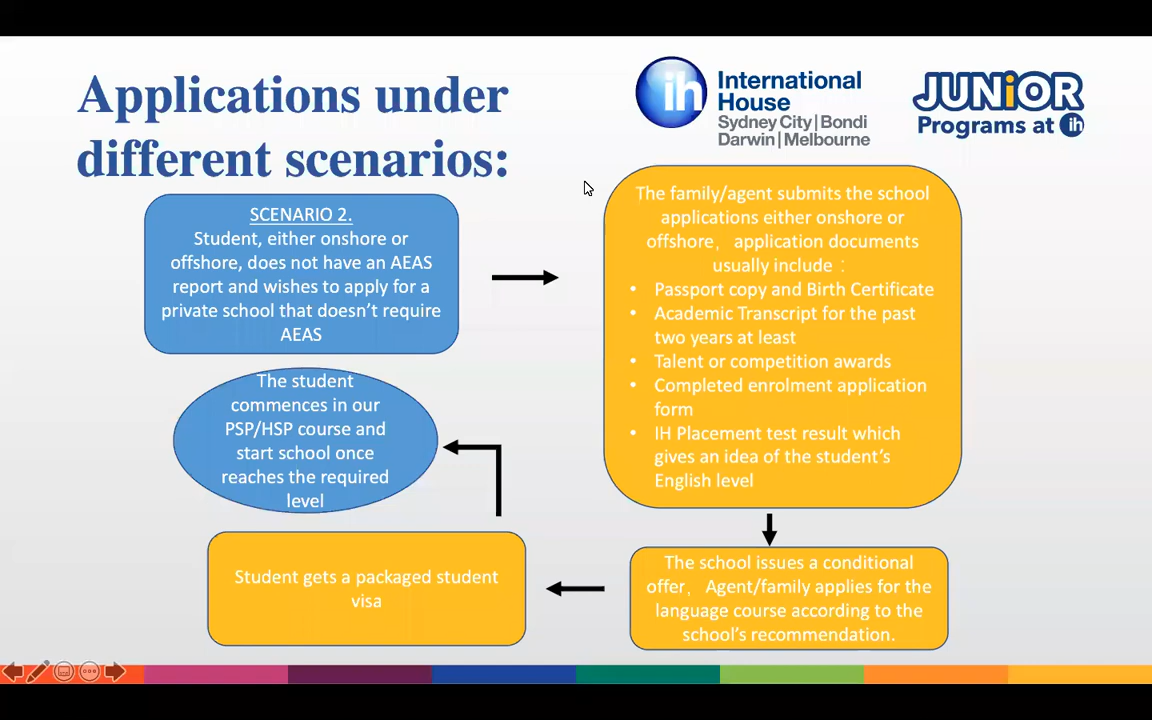 Applications under
different scenarios:
ih
International
House
Sydney City|Bondi
Darwin|Melbourne
JUNiOR
Programs at ih
SCENARIO 2.
Student, either onshore or
offshore, does not have an AEAS
report and wishes to apply for a
private school that doesn’t require
AEAS
The family/agent submits the school
applications either onshore or
offshore， application documents
usually include：
• Passport copy and Birth Certificate
• Academic Transcript for the past
two years at least
• Talent or competition awards
• Completed enrolment application
form
• IH Placement test result which
gives an idea of the student’s
English level
The school issues a conditional
offer， Agent/family applies for the
language course according to the
school’s recommendation.
Student gets a packaged student
visa
The student
commences in our
PSP/HSP course and
start school once
reaches the required
level